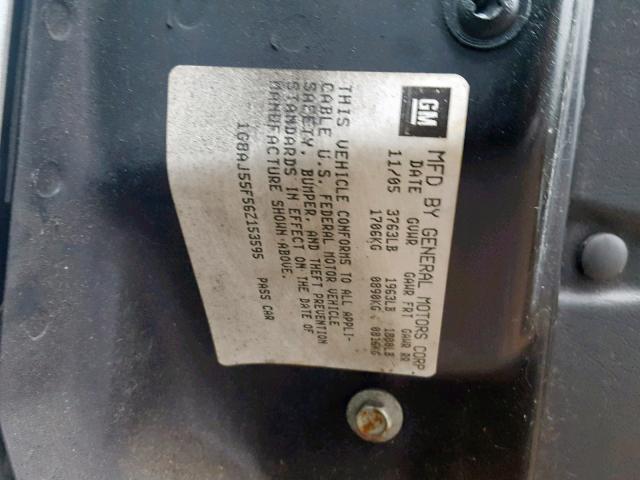 GM
MFD BY GENERAL MOTORS CORP
DATE GVWR GAWR FRT GAWR RR
11/05 3763LB 1963LB 1800LB
1706KG 0890KG 0816KG
THIS VEHICLE CONFORMS TO ALL APPLI-
CABLE U.S. FEDERAL MOTOR VEHICLE
SAFETY, BUMPER, AND THEFT PREVENTION
STANDARDS IN EFFECT ON THE DATE OF
MANUFACTURE SHOWN ABOVE.
1G8AJ55F56Z153595 PASS CAR